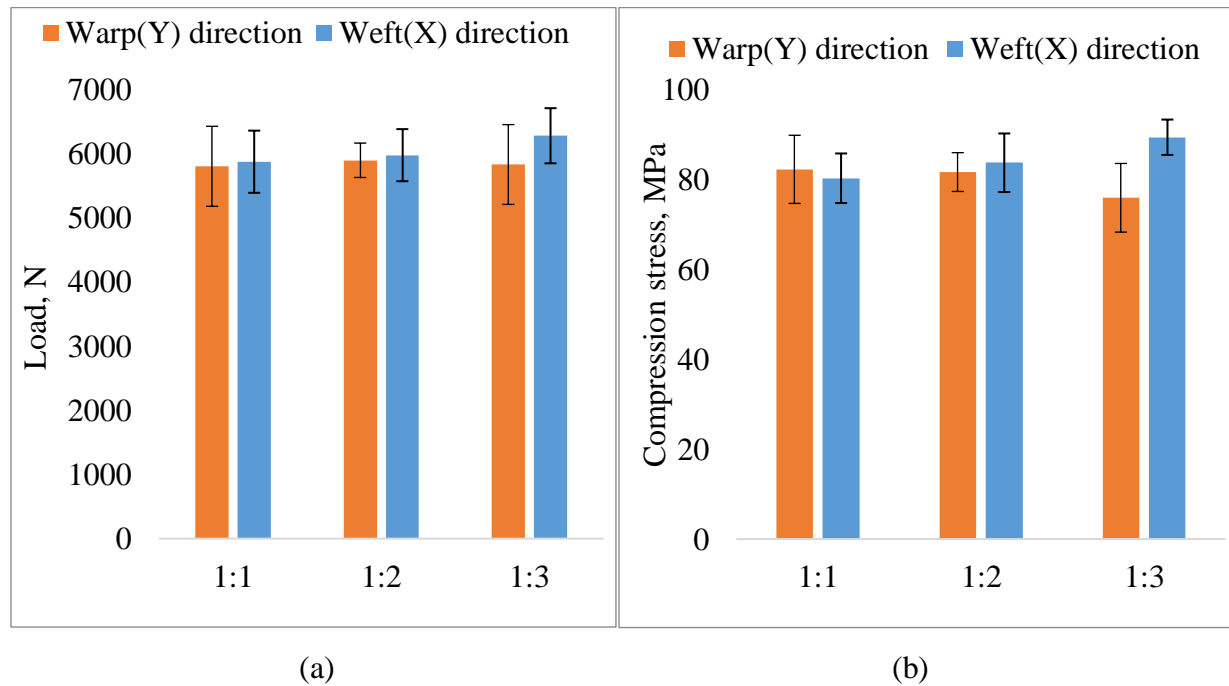 Warp(Y) direction Weft(X) direction
7000
6000
5000
4000
3000
2000
1000
0
Load, N
1:1 1:2 1:3
(a)
Warp(Y) direction Weft(X) direction
100
80
60
40
20
0
Compression stress, MPa
1:1 1:2 1:3
(b)